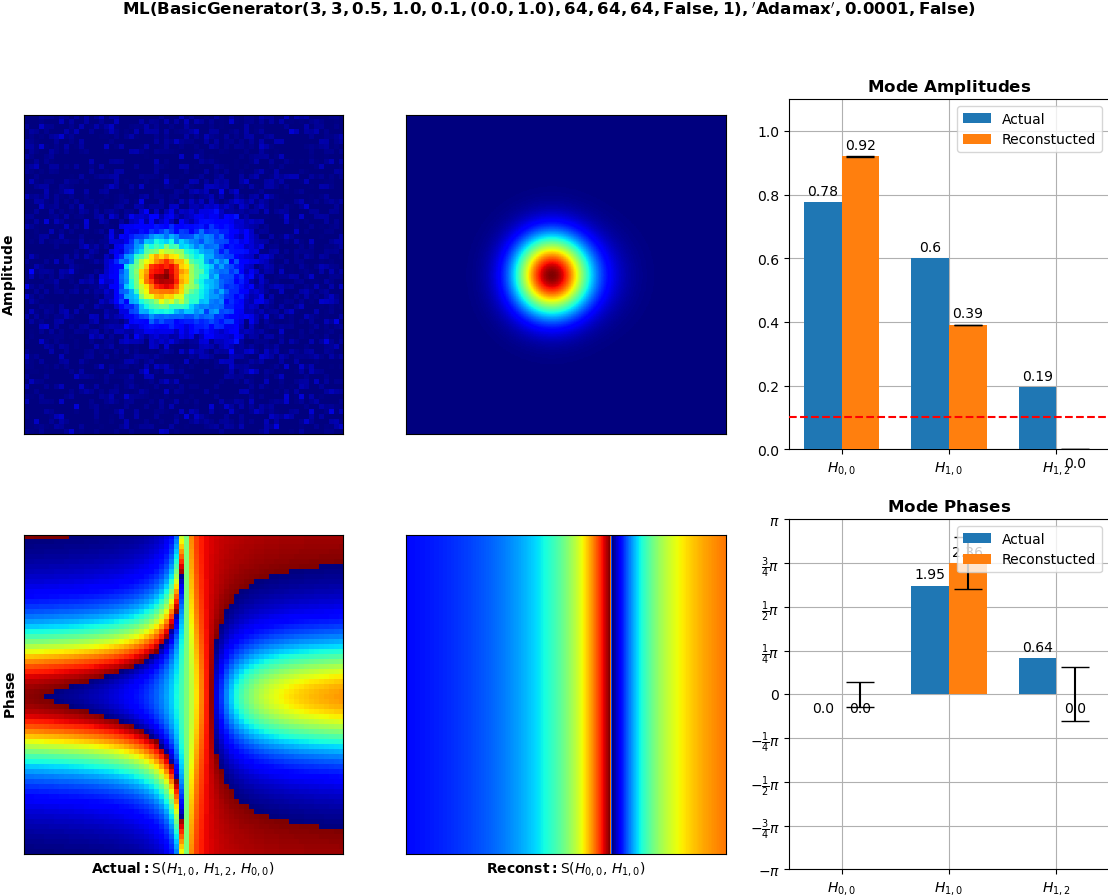 ML(BasicGenerator(3, 3, 0.5, 1.0, 0.1, (0.0, 1.0), 64, 64, 64, False, 1), ′Adamax′, 0.0001, False)
Mode Amplitudes
Amplitude
Actual
Reconstucted
1.0
0.8
0.6
0.4
0.2
0.0
0.78
0.92
0.6
0.39
0.19
0.0
H0,0
H1,0
H1,2
Mode Phases
Phase
Actual
Reconstucted
π
3/4π
1/2π
1/4π
0
−1/4π
−1/2π
−3/4π
−π
0.0
0.0
1.95
2.36
0.64
0.0
H0,0
H1,0
H1,2
Actual: S(H1,0, H1,2, H0,0)
Reconst: S(H0,0, H1,0)